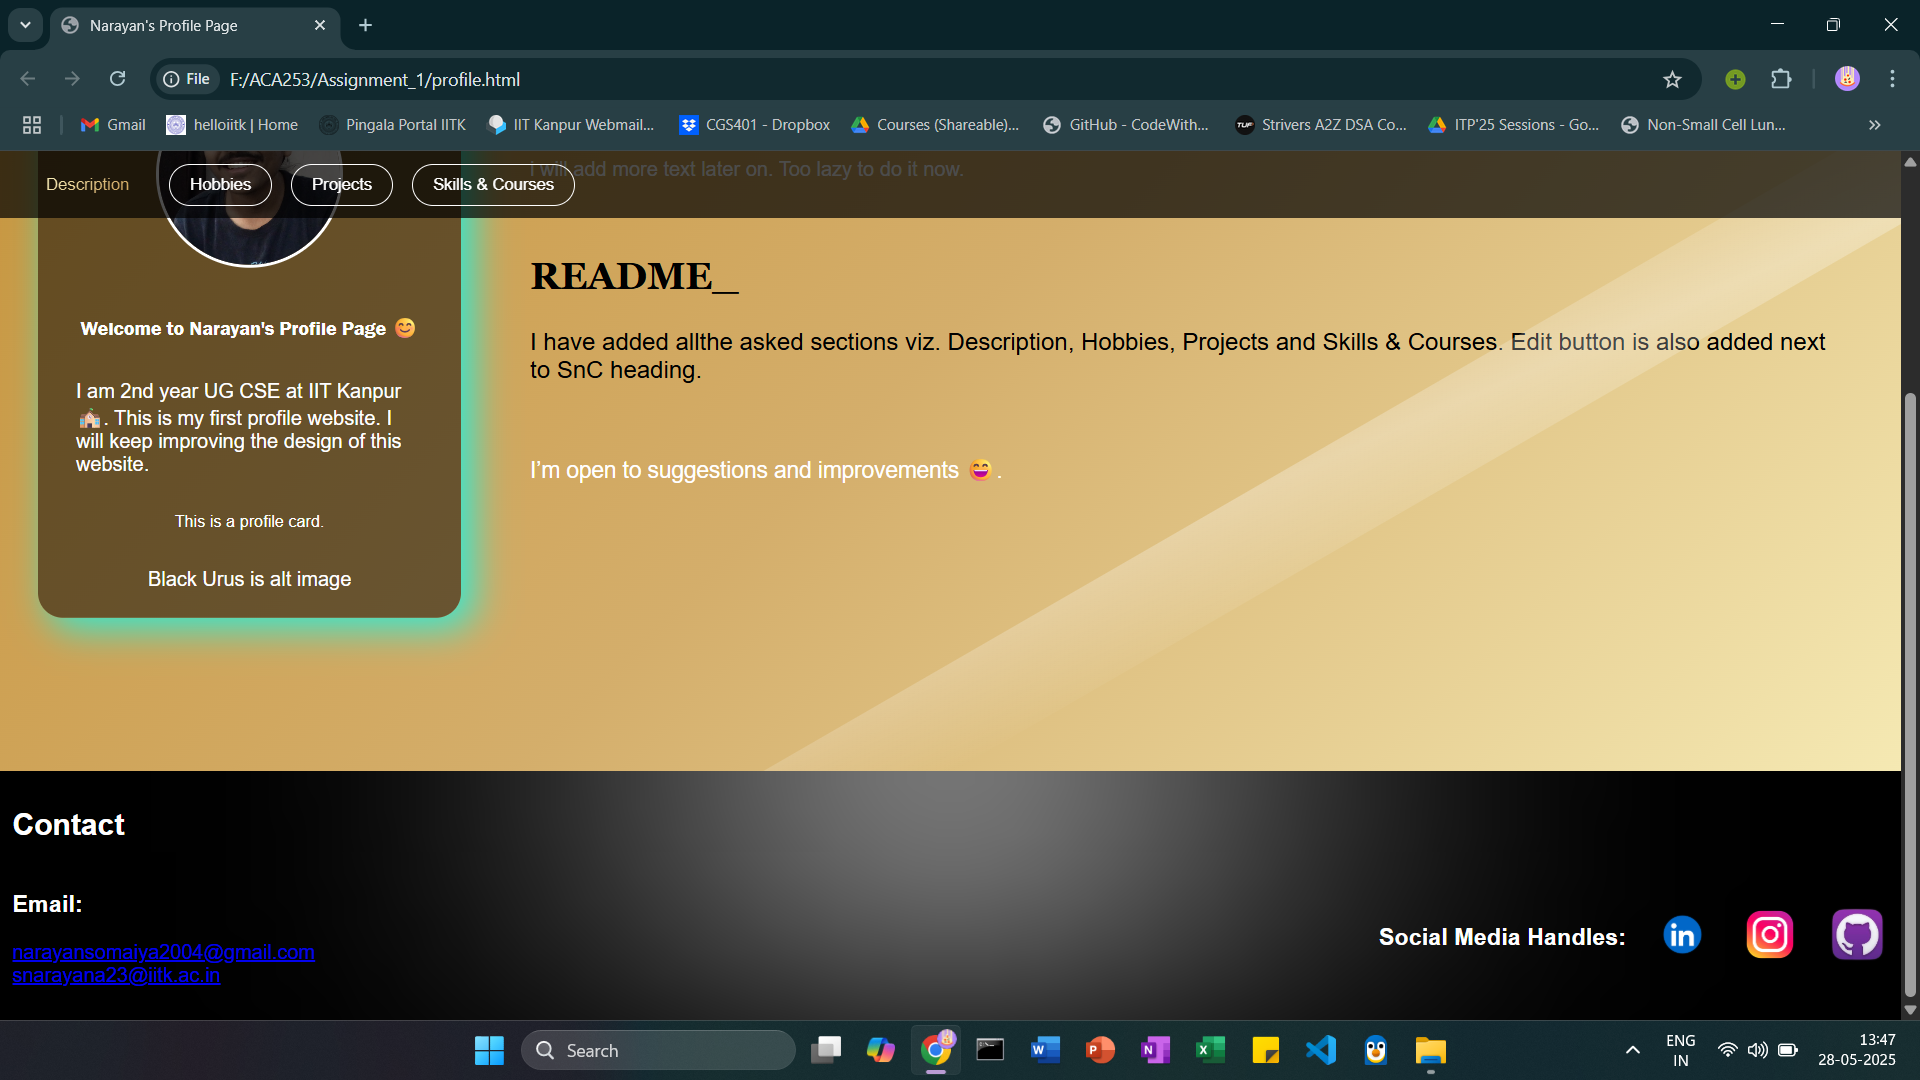 Narayan's Profile Page
File F:/ACA253/Assignment_1/profile.html
Gmail helloiitk | Home Pingala Portal IITK IIT Kanpur Webmail... CGS401 - Dropbox Courses (Shareable)... GitHub - CodeWith... TUF Strivers A2Z DSA Co... ITP'25 Sessions - Go... Non-Small Cell Lun...
I will add more text later on. Too lazy to do it now.
Description Hobbies Projects Skills & Courses
README_
I have added allthe asked sections viz. Description, Hobbies, Projects and Skills & Courses. Edit button is also added next
to SnC heading.
I'm open to suggestions and improvements 😄.
Welcome to Narayan's Profile Page 😊
I am 2nd year UG CSE at IIT Kanpur
🏫. This is my first profile website. I
will keep improving the design of this
website.
This is a profile card.
Black Urus is alt image
Contact
Email:
narayansomaiya2004@gmail.com
snarayana23@iitk.ac.in
Social Media Handles:
Search
ENG
IN
13:47
28-05-2025